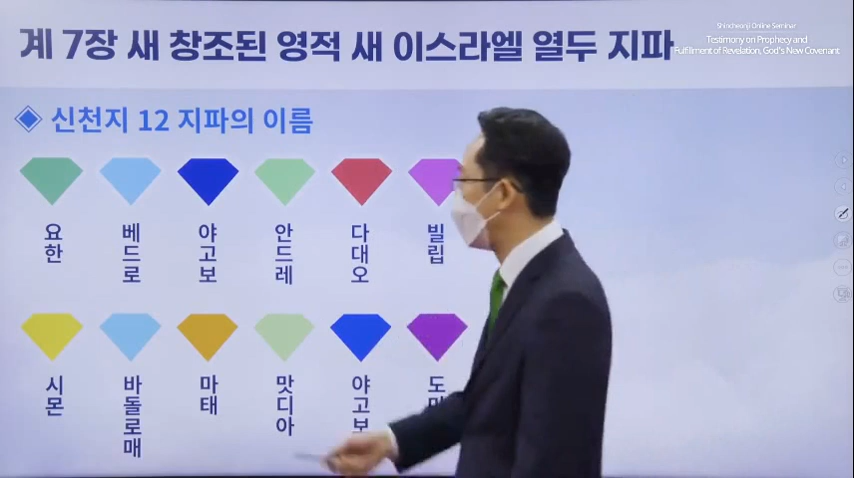 Shincheonji Online Seminar
Testimony on Prophecy and
Fulfillment of Revelation, God's New Covenant
계 7장 새 창조된 영적 새 이스라엘 열두 지파
신천지 12 지파의 이름
요한
베드로
야고보
안드레
다대오
빌립
시몬
바돌로매
마태
맛디아
야고보
도